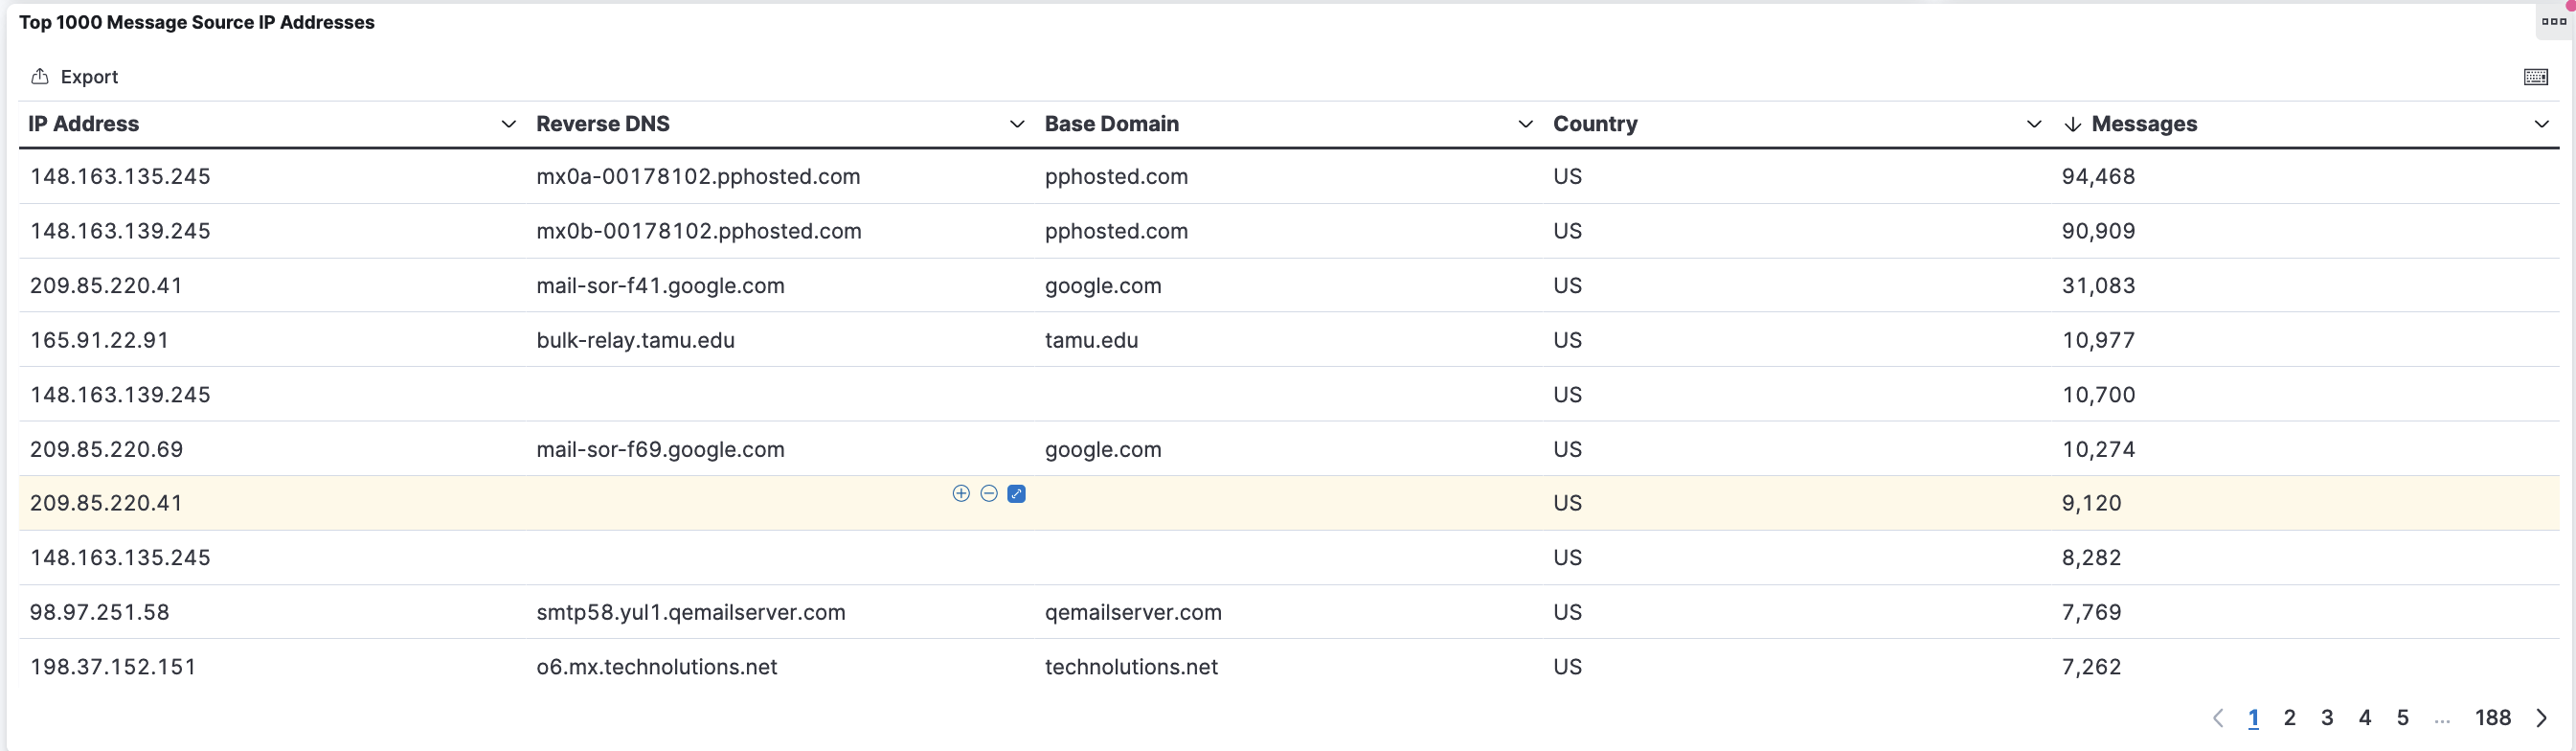 Top 1000 Message Source IP Addresses
Export
IP Address Reverse DNS Base Domain Country Messages
148.163.135.245 mx0a-00178102.pphosted.com pphosted.com US 94,468
148.163.139.245 mx0b-00178102.pphosted.com pphosted.com US 90,909
209.85.220.41 mail-sor-f41.google.com google.com US 31,083
165.91.22.91 bulk-relay.tamu.edu tamu.edu US 10,977
148.163.139.245 US 10,700
209.85.220.69 mail-sor-f69.google.com google.com US 10,274
209.85.220.41 US 9,120
148.163.135.245 US 8,282
98.97.251.58 smtp58.yul1.qemailserver.com qemailserver.com US 7,769
198.37.152.151 o6.mx.technolutions.net technolutions.net US 7,262
1 2 3 4 5 ... 188